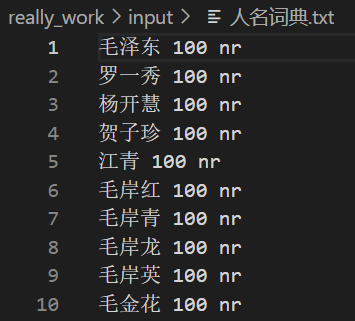 really_work > input > 人名词典.txt
1 毛泽东 100 nr
2 罗一秀 100 nr
3 杨开慧 100 nr
4 贺子珍 100 nr
5 江青 100 nr
6 毛岸红 100 nr
7 毛岸青 100 nr
8 毛岸龙 100 nr
9 毛岸英 100 nr
10 毛金花 100 nr